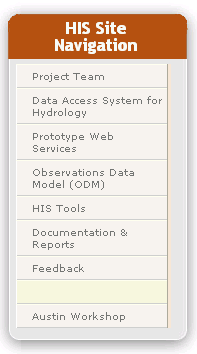 HIS Site
Navigation
Project Team
Data Access System for
Hydrology
Prototype Web
Services
Observations Data
Model (ODM)
HIS Tools
Documentation &
Reports
Feedback
Austin Workshop